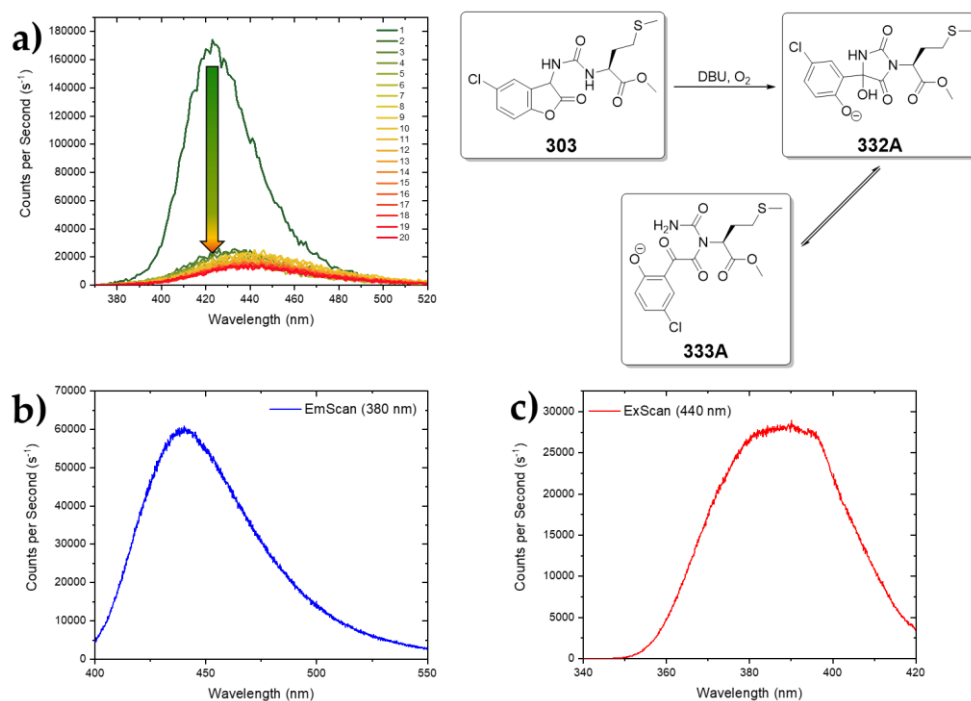 a)
180000
160000
140000
120000
100000
80000
60000
40000
20000
0
Counts per Second (s⁻¹)
380 400 420 440 460 480 500 520
Wavelength (nm)
1
2
3
4
5
6
7
8
9
10
11
12
13
14
15
16
17
18
19
20
Cl
NH
O
N
H
S
O
O
O
O
303
DBU, O₂
Cl
HN
O
N
S
OH
O
O
O
O⊖
332A
H₂N
O
S
N
O
O
O
O
⊖O
Cl
333A
b)
70000
60000
50000
40000
30000
20000
10000
0
Counts per Second (s⁻¹)
EmScan (380 nm)
400 450 500 550
Wavelength (nm)
c)
30000
25000
20000
15000
10000
5000
0
Counts per Second (s⁻¹)
ExScan (440 nm)
340 360 380 400 420
Wavelength (nm)